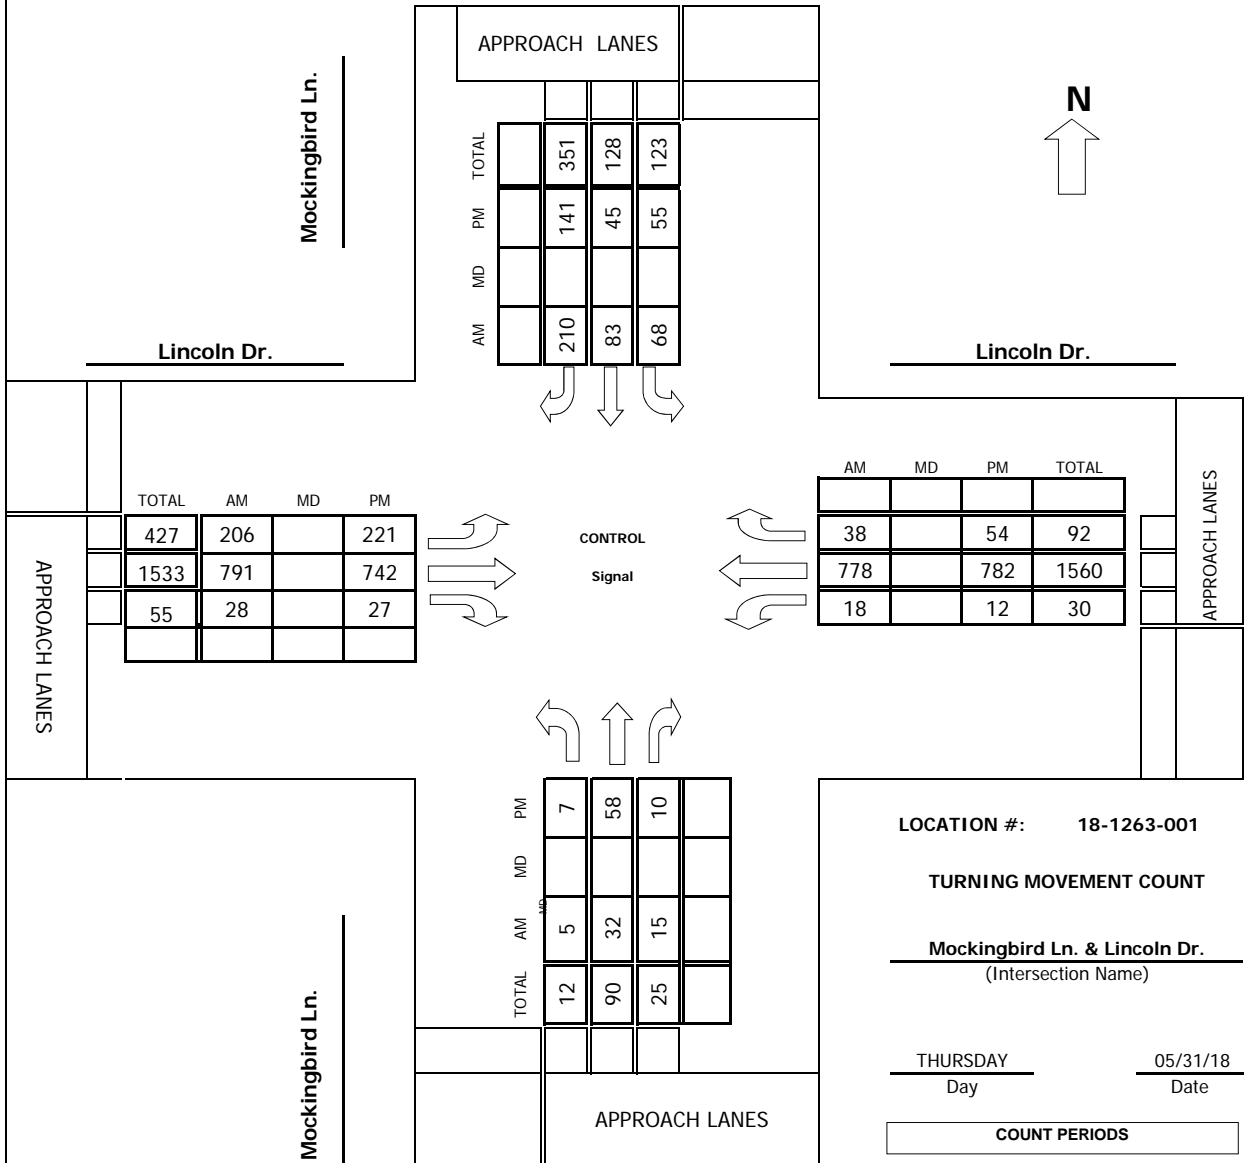 APPROACH LANES
Mockingbird Ln.
N
TOTAL 351 128 123
PM 141 45 55
MD
AM 210 83 68
Lincoln Dr.
Lincoln Dr.
TOTAL AM MD PM
427 206 221
1533 791 742
55 28 27
APPROACH LANES
CONTROL
Signal
AM MD PM TOTAL
38 54 92
778 782 1560
18 12 30
APPROACH LANES
PM 7 58 10
MD
MD
AM 5 32 15
TOTAL 12 90 25
Mockingbird Ln.
APPROACH LANES
LOCATION #: 18-1263-001
TURNING MOVEMENT COUNT
Mockingbird Ln. & Lincoln Dr.
(Intersection Name)
THURSDAY 05/31/18
Day Date
COUNT PERIODS